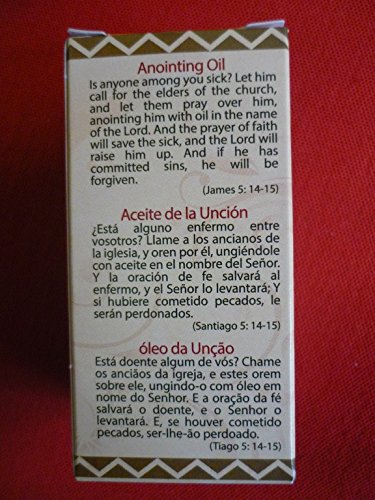 Anointing Oil
Is anyone among you sick? Let him
call for the elders of the church,
and let them pray over him,
anointing him with oil in the name
of the Lord. And the prayer of faith
will save the sick, and the Lord will
raise him up. And if he has
committed sins, he will be
forgiven.
(James 5: 14-15)
Aceite de la Unción
¿Está alguno enfermo entre
vosotros? Llame a los ancianos de
la iglesia, y oren por él, ungiéndole
con aceite en el nombre del Señor.
Y la oración de fe salvará al
enfermo, y el Señor lo levantará; Y
si hubiere cometido pecados, le
serán perdonados.
(Santiago 5: 14-15)
óleo da Unção
Está doente algum de vós? Chame
os anciãos da igreja, e estes orem
sobre ele, ungindo-o com óleo em
nome do Senhor. E a oração da fé
salvará o doente, e o Senhor o
levantará. E, se houver cometido
pecados, ser-lhe-ão perdoado.
(Tiago 5: 14-15)